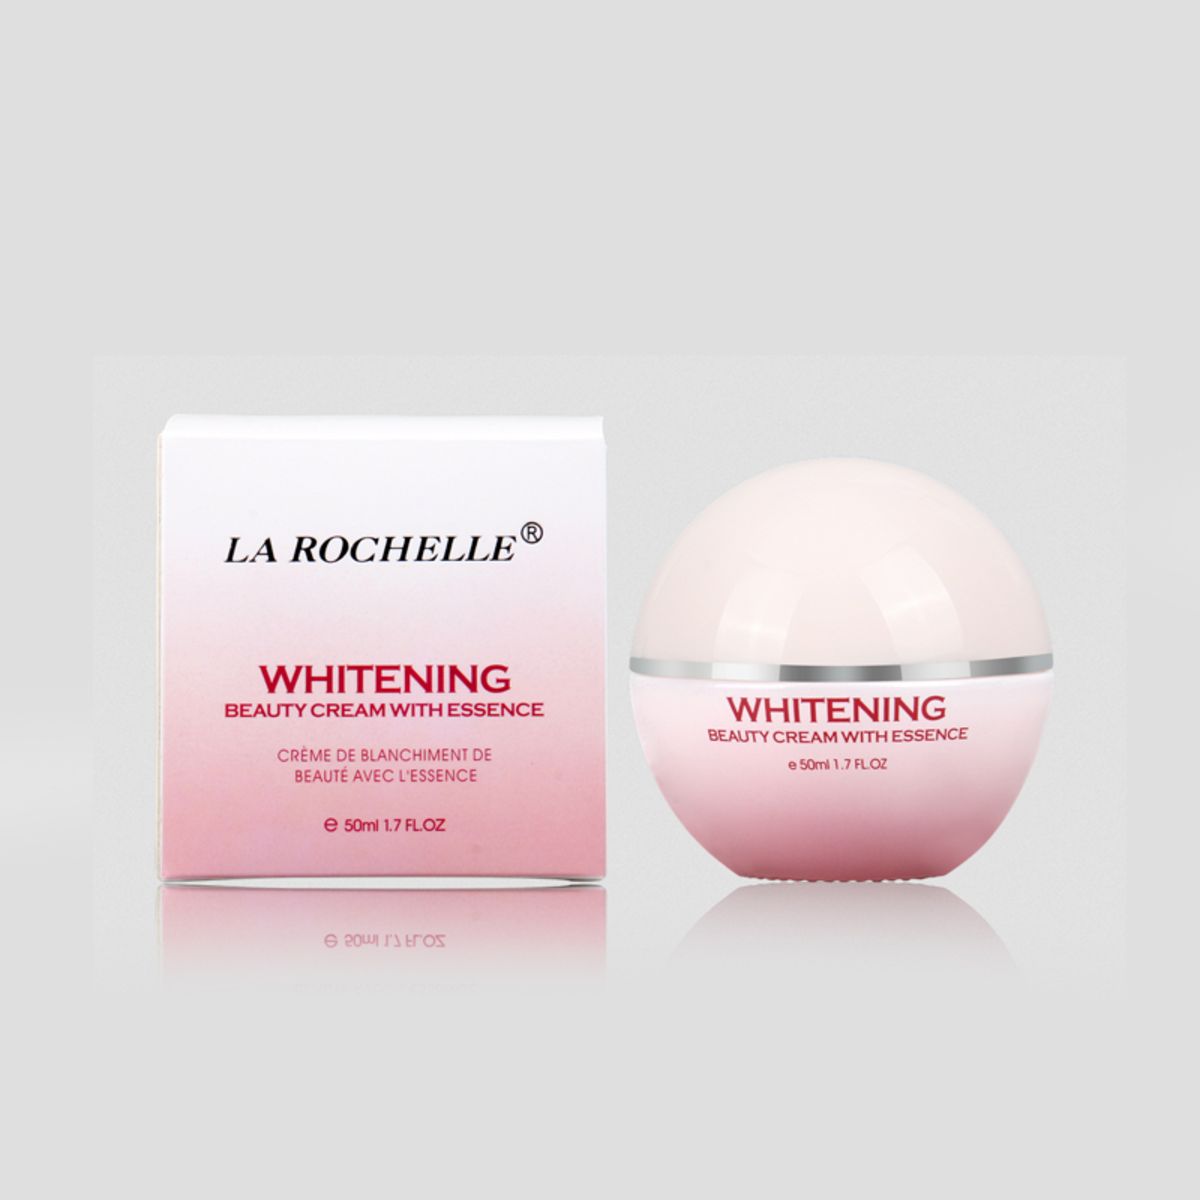 LA ROCHELLE®
WHITENING
BEAUTY CREAM WITH ESSENCE
CRÈME DE BLANCHIMENT DE
BEAUTÉ AVEC L'ESSENCE
℮ 50ml 1.7 FL.OZ
WHITENING
BEAUTY CREAM WITH ESSENCE
e 50ml 1.7 FL.OZ